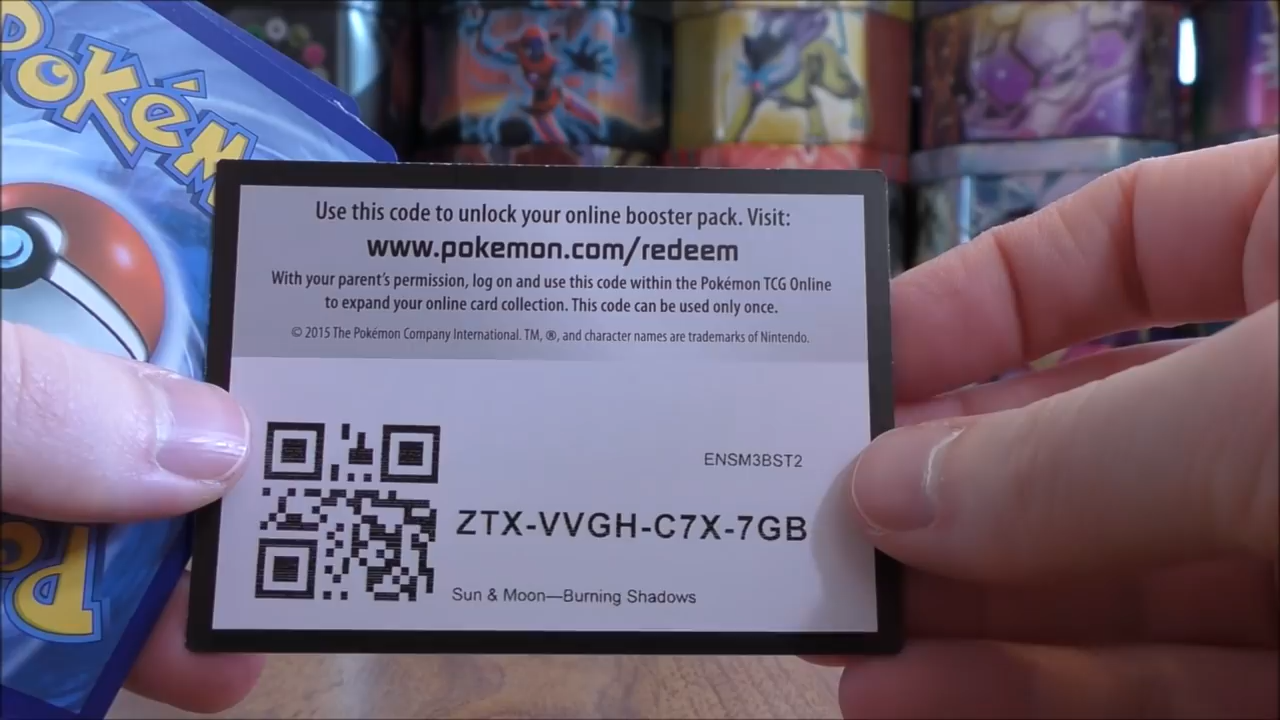 POKÉM
Use this code to unlock your online booster pack. Visit:
www.pokemon.com/redeem
With your parent's permission, log on and use this code within the Pokémon TCG Online
to expand your online card collection. This code can be used only once.
© 2015 The Pokémon Company International. TM, ®, and character names are trademarks of Nintendo.
ENSM3BST2
ZTX-VVGH-C7X-7GB
Sun & Moon—Burning Shadows
Po